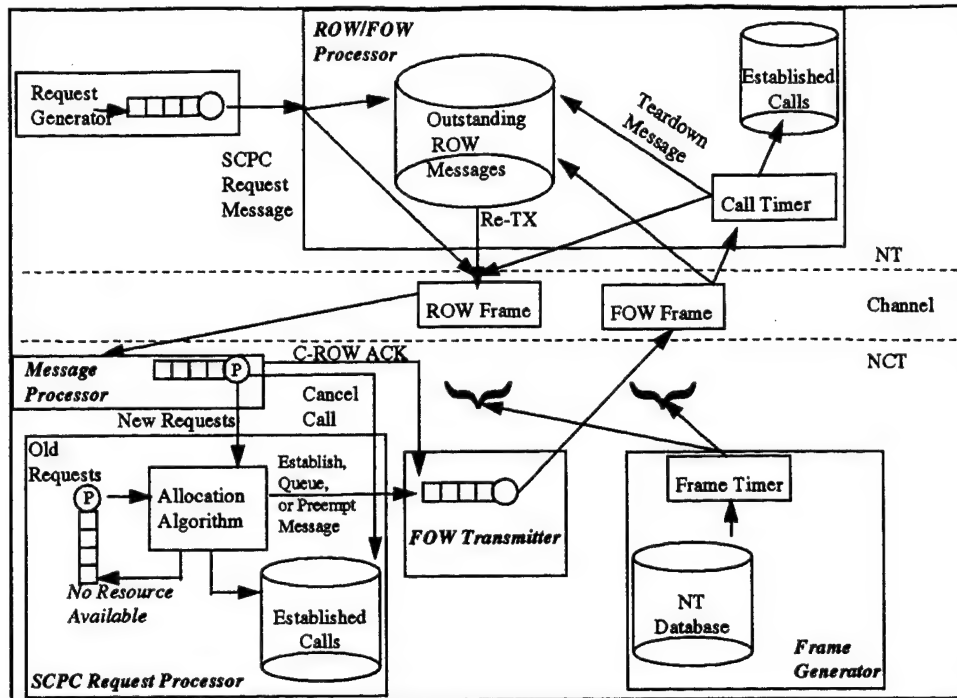 ROW/FOW
Processor
Request
Generator
Established
Calls
Outstanding
ROW
Messages
Teardown
Message
SCPC
Request
Message
Call Timer
Re-TX
NT
ROW Frame
FOW Frame
Channel
C-ROW ACK
NCT
Message
Processor
P
Cancel
Call
New Requests
Old
Requests
P
Allocation
Algorithm
Establish,
Queue,
or Preempt
Message
FOW Transmitter
Frame Timer
No Resource
Available
Established
Calls
NT
Database
Frame
Generator
SCPC Request Processor